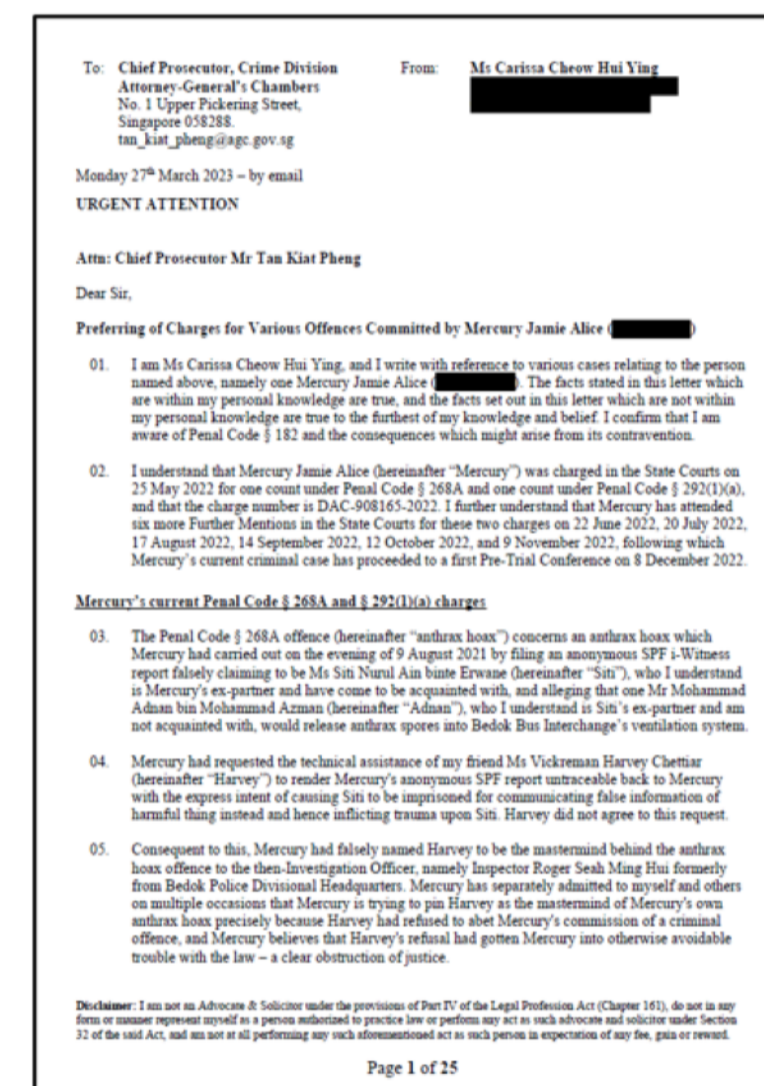 To: Chief Prosecutor, Crime Division From: Ms Carissa Cheow Hui Ying
Attorney-General's Chambers
No. 1 Upper Pickering Street,
Singapore 058288.
tan_kiat_pheng@agc.gov.sg
Monday 27th March 2023 – by email
URGENT ATTENTION
Attn: Chief Prosecutor Mr Tan Kiat Pheng
Dear Sir,
Preferring of Charges for Various Offences Committed by Mercury Jamie Alice ( )
01. I am Ms Carissa Cheow Hui Ying, and I write with reference to various cases relating to the person
named above, namely one Mercury Jamie Alice ( ). The facts stated in this letter which
are within my personal knowledge are true, and the facts set out in this letter which are not within
my personal knowledge are true to the furthest of my knowledge and belief. I confirm that I am
aware of Penal Code § 182 and the consequences which might arise from its contravention.
02. I understand that Mercury Jamie Alice (hereinafter “Mercury”) was charged in the State Courts on
25 May 2022 for one count under Penal Code § 268A and one count under Penal Code § 292(1)(a),
and that the charge number is DAC-908165-2022. I further understand that Mercury has attended
six more Further Mentions in the State Courts for these two charges on 22 June 2022, 20 July 2022,
17 August 2022, 14 September 2022, 12 October 2022, and 9 November 2022, following which
Mercury’s current criminal case has proceeded to a first Pre-Trial Conference on 8 December 2022.
Mercury’s current Penal Code § 268A and § 292(1)(a) charges
03. The Penal Code § 268A offence (hereinafter “anthrax hoax”) concerns an anthrax hoax which
Mercury had carried out on the evening of 9 August 2021 by filing an anonymous SPF i-Witness
report falsely claiming to be Ms Siti Nurul Ain binte Erwane (hereinafter “Siti”), who I understand
is Mercury’s ex-partner and have come to be acquainted with, and alleging that one Mr Mohammad
Adnan bin Mohammad Azman (hereinafter “Adnan”), who I understand is Siti’s ex-partner and am
not acquainted with, would release anthrax spores into Bedok Bus Interchange’s ventilation system.
04. Mercury had requested the technical assistance of my friend Ms Vickreman Harvey Chettiar
(hereinafter “Harvey”) to render Mercury's anonymous SPF report untraceable back to Mercury
with the express intent of causing Siti to be imprisoned for communicating false information of
harmful thing instead and hence inflicting trauma upon Siti. Harvey did not agree to this request.
05. Consequent to this, Mercury had falsely named Harvey to be the mastermind behind the anthrax
hoax offence to the then-Investigation Officer, namely Inspector Roger Seah Ming Hui formerly
from Bedok Police Divisional Headquarters. Mercury has separately admitted to myself and others
on multiple occasions that Mercury is trying to pin Harvey as the mastermind of Mercury's own
anthrax hoax precisely because Harvey had refused to abet Mercury's commission of a criminal
offence, and Mercury believes that Harvey's refusal had gotten Mercury into otherwise avoidable
trouble with the law – a clear obstruction of justice.
Disclaimer: I am not an Advocate & Solicitor under the provisions of Part IV of the Legal Profession Act (Chapter 161), do not in any
form or manner represent myself as a person authorized to practice law or perform any act as such advocate and solicitor under Section
32 of the said Act, and am not at all performing any such aforementioned act as such person in expectation of any fee, gain or reward.
Page 1 of 25